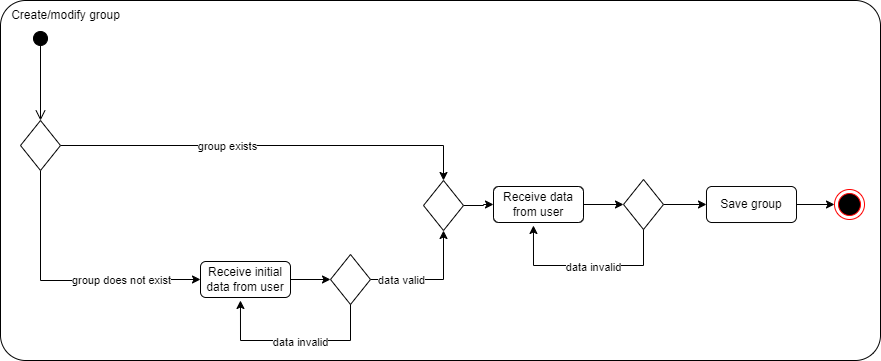 Create/modify group
group exists
Receive data
from user
Save group
data invalid
group does not exist
Receive initial
data from user
data valid
data invalid